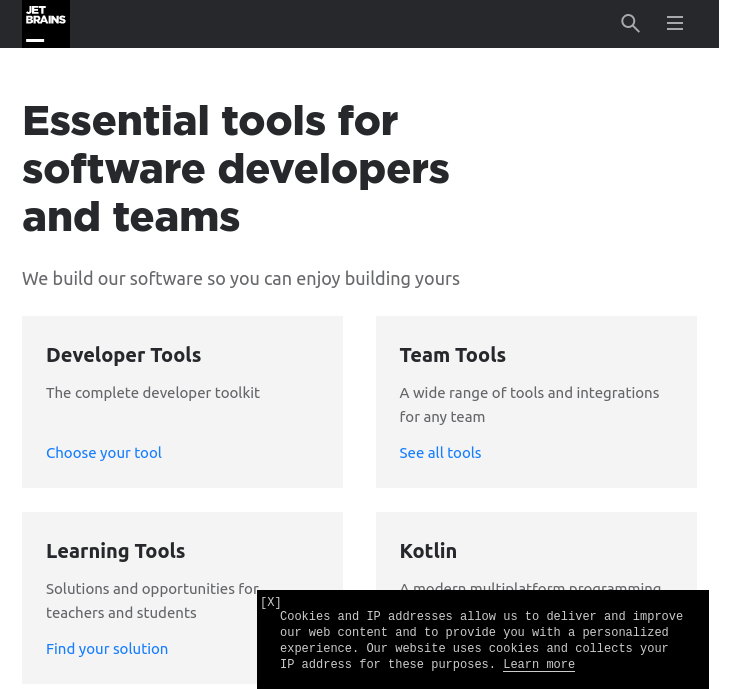 JET
BRAINS
Essential tools for
software developers
and teams
We build our software so you can enjoy building yours
Developer Tools
The complete developer toolkit
Choose your tool
Team Tools
A wide range of tools and integrations
for any team
See all tools
Learning Tools
Solutions and opportunities for
teachers and students
Find your solution
Kotlin
A modern multiplatform programming
[X]
Cookies and IP addresses allow us to deliver and improve
our web content and to provide you with a personalized
experience. Our website uses cookies and collects your
IP address for these purposes. Learn more